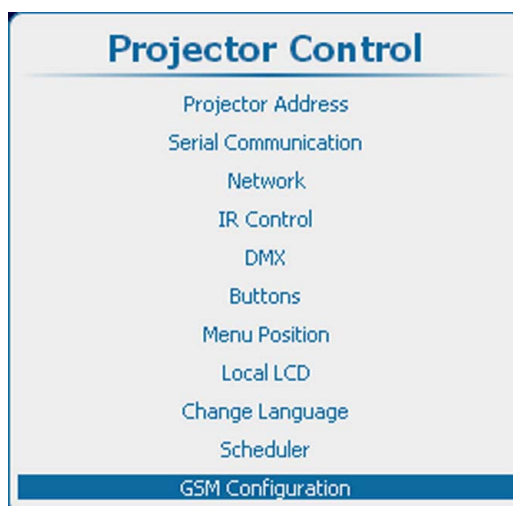 Projector Control
Projector Address
Serial Communication
Network
IR Control
DMX
Buttons
Menu Position
Local LCD
Change Language
Scheduler
GSM Configuration